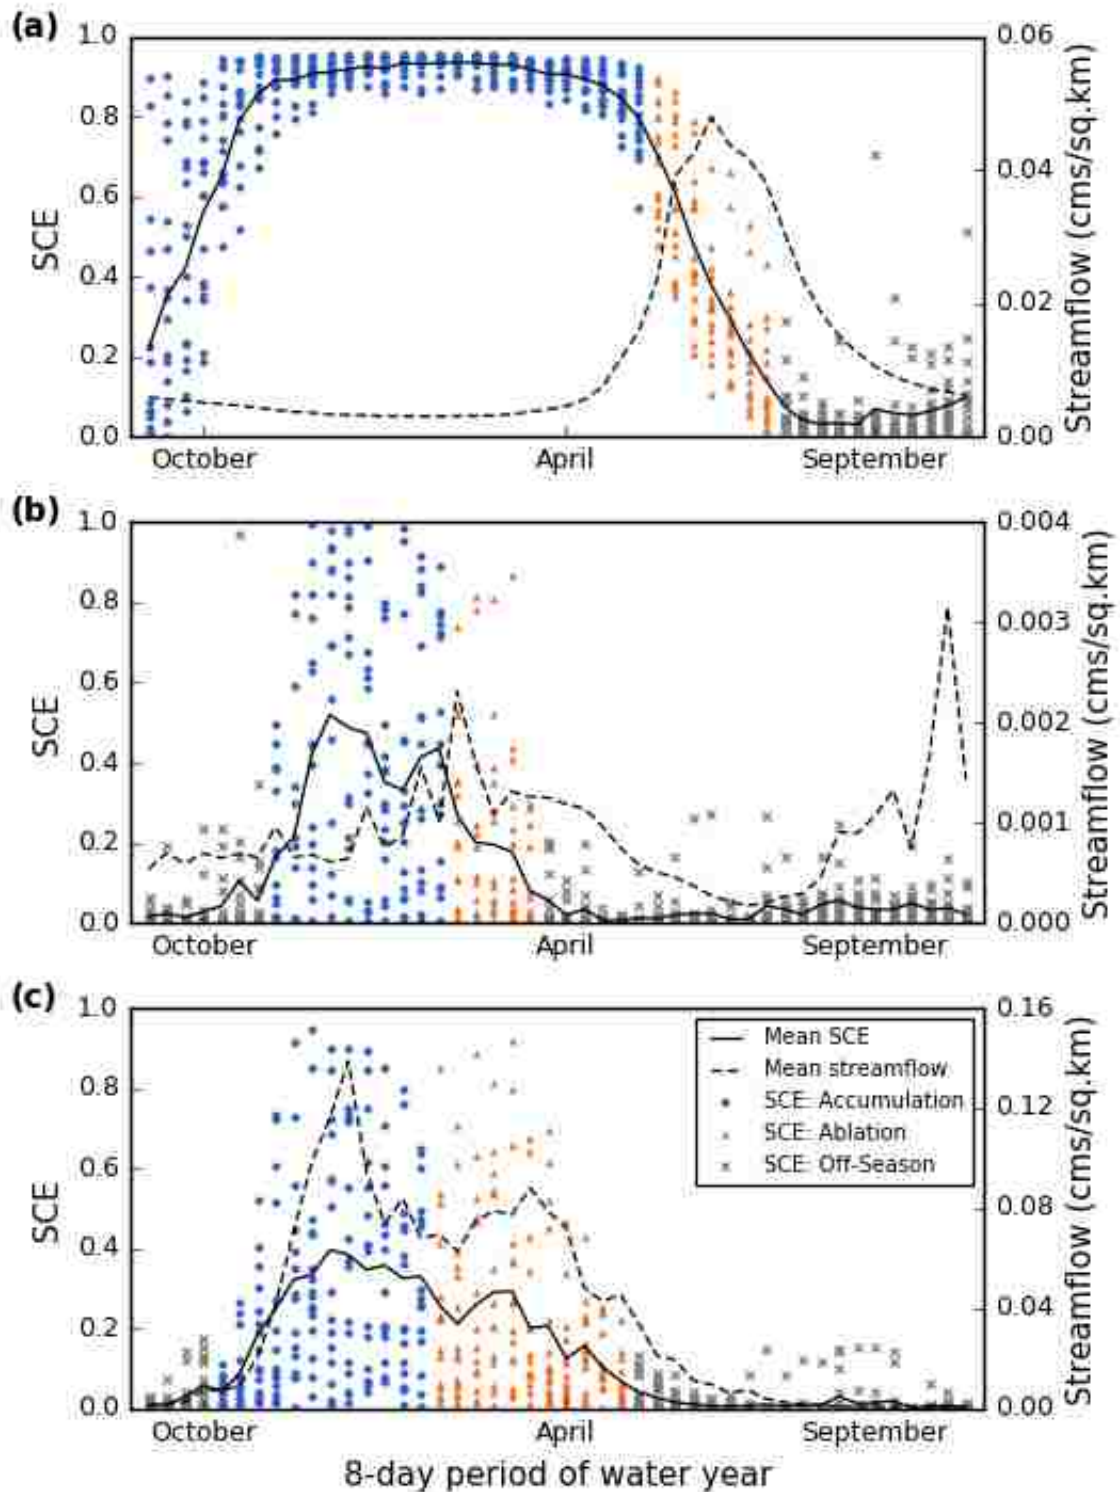 (a)
1.0
0.8
0.6
0.4
0.2
0.0
SCE
0.06
0.04
0.02
0.00
Streamflow (cms/sq.km)
October
April
September
(b)
1.0
0.8
0.6
0.4
0.2
0.0
SCE
0.004
0.003
0.002
0.001
0.000
Streamflow (cms/sq.km)
October
April
September
(c)
1.0
0.8
0.6
0.4
0.2
0.0
SCE
Mean SCE
Mean streamflow
SCE: Accumulation
SCE: Ablation
SCE: Off-Season
0.16
0.12
0.08
0.04
0.00
Streamflow (cms/sq.km)
October
April
September
8-day period of water year